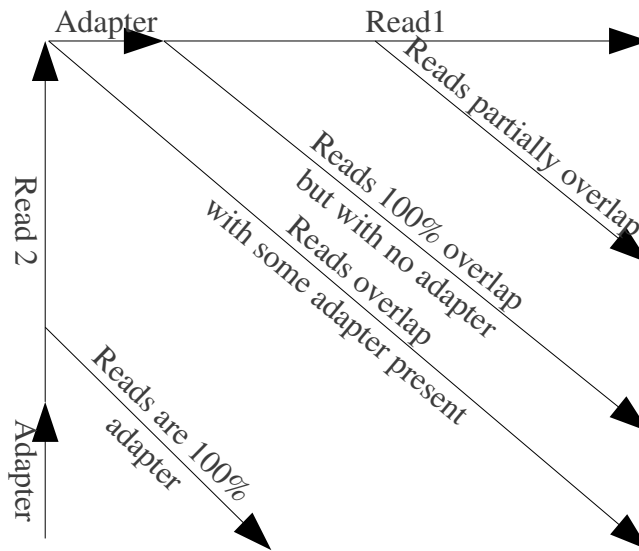 Adapter
Read1
Reads partially overlap
Reads 100% overlap
but with no adapter
Reads overlap
with some adapter present
Read 2
Reads are 100%
adapter
Adapter